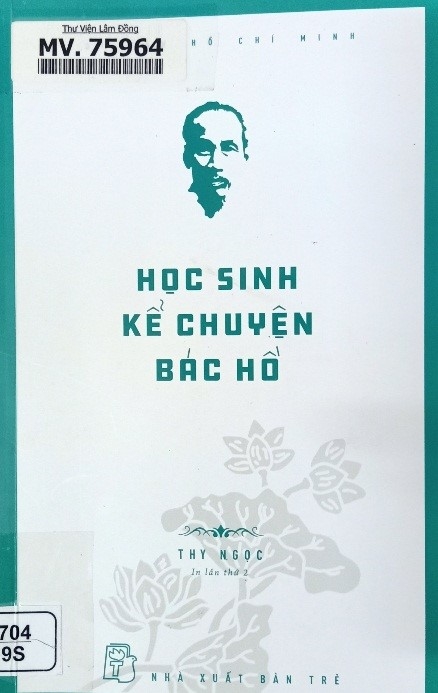 Thư Viện Lâm Đồng
MV. 75964
HỒ CHÍ MINH
HỌC SINH
KỂ CHUYỆN
BÁC HỒ
THY NGỌC
In lần thứ 2
704
9S
NHÀ XUẤT BẢN TRẺ